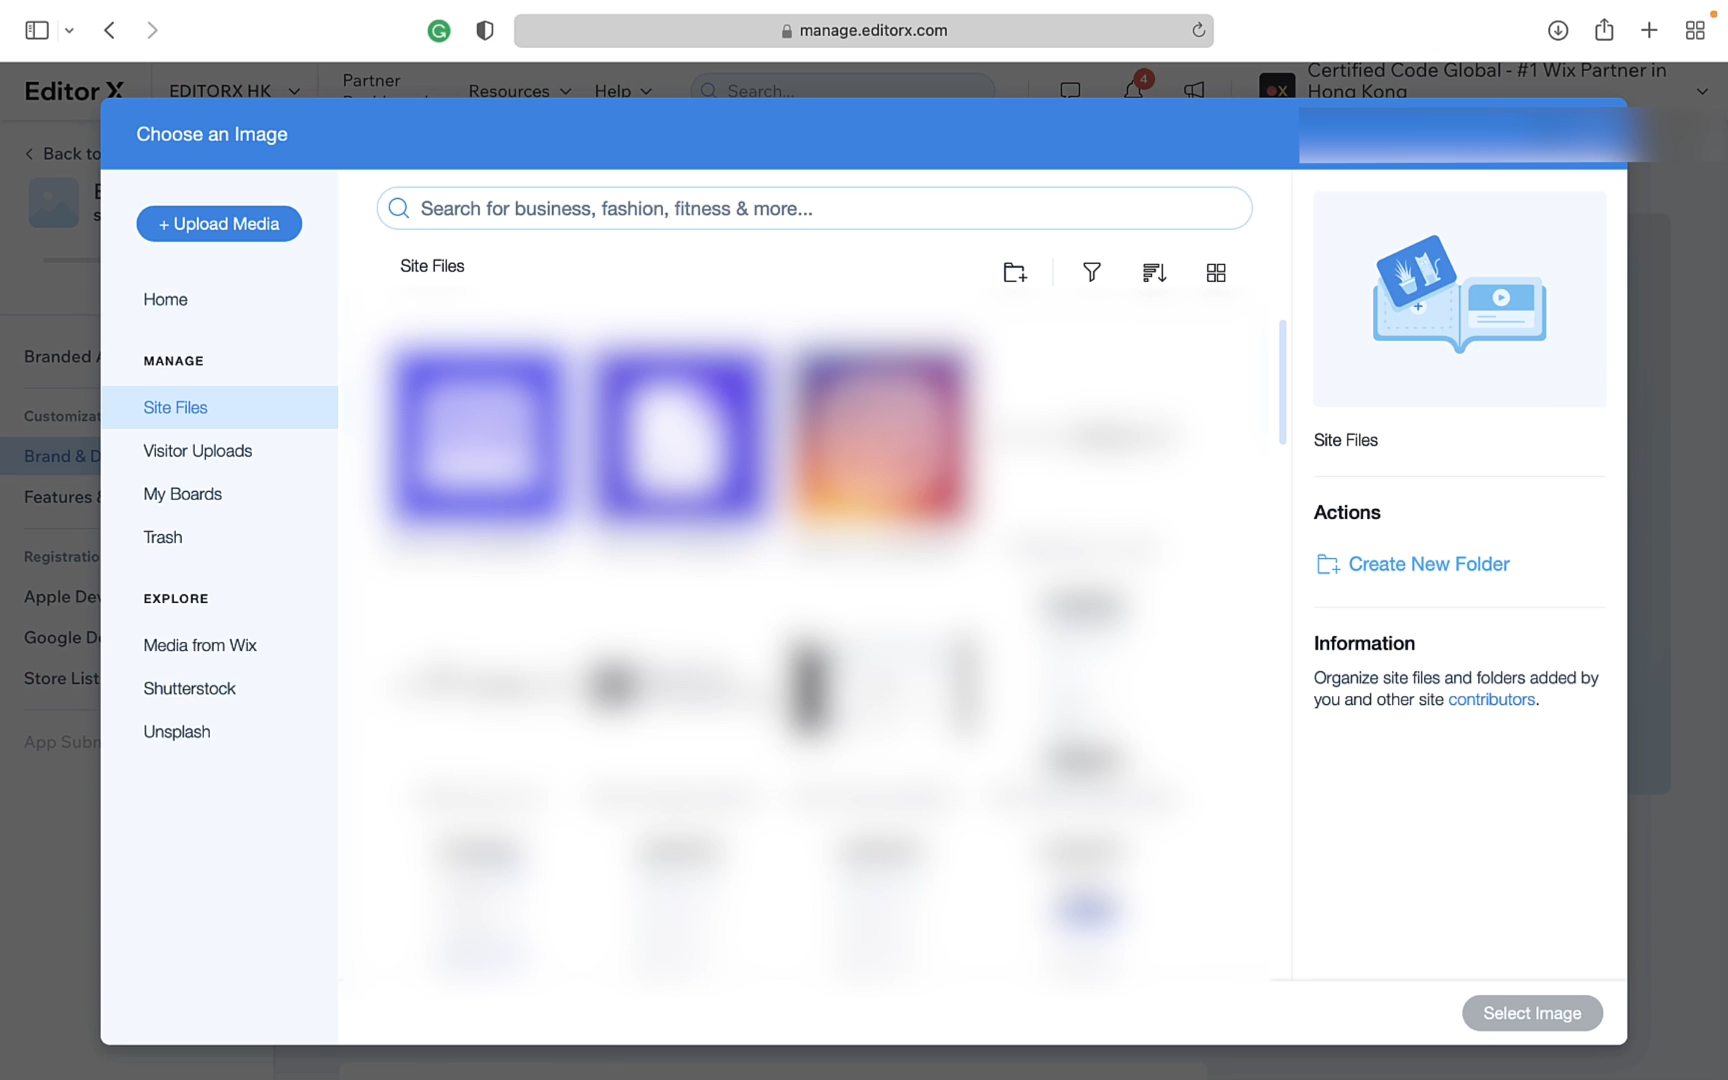 manage.editorx.com
Editor X
EDITORX HK
Partner
Resources
Help
Search...
4
Certified Code Global - #1 Wix Partner in
Hong Kong
Back to
Choose an Image
+ Upload Media
Home
MANAGE
Site Files
Visitor Uploads
My Boards
Trash
EXPLORE
Media from Wix
Shutterstock
Unsplash
Search for business, fashion, fitness & more...
Site Files
Site Files
Actions
Create New Folder
Information
Organize site files and folders added by
you and other site contributors.
Select Image
Branded A
Customizat
Brand & D
Features &
Registratio
Apple Dev
Google De
Store List
App Subm